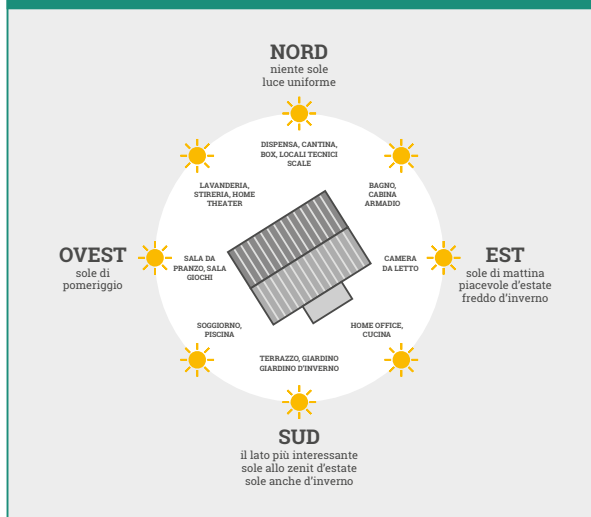 NORD
niente sole
luce uniforme
DISPENSA, CANTINA,
BOX, LOCALI TECNICI
SCALE
LAVANDERIA,
STIRERIA, HOME
THEATER
BAGNO,
CABINA
ARMADIO
OVEST
sole di
pomeriggio
SALA DA
PRANZO, SALA
GIOCHI
CAMERA
DA LETTO
EST
sole di mattina
piacevole d'estate
freddo d'inverno
SOGGIORNO,
PISCINA
HOME OFFICE,
CUCINA
TERRAZZO, GIARDINO
GIARDINO D'INVERNO
SUD
il lato più interessante
sole allo zenit d'estate
sole anche d'inverno